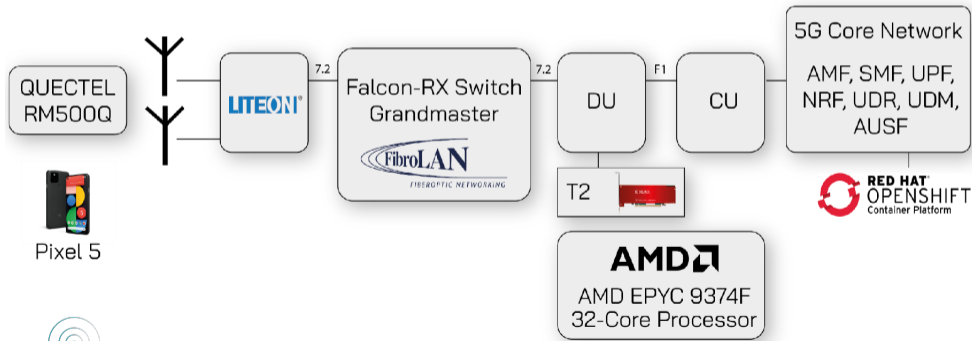 QUECTEL
RM500Q
Pixel 5
LITEON®
7.2
Falcon-RX Switch
Grandmaster
FibroLAN
FIBEROPTIC NETWORKING
7.2
DU
F1
CU
T2
AMD
AMD EPYC 9374F
32-Core Processor
5G Core Network
AMF, SMF, UPF,
NRF, UDR, UDM,
AUSF
RED HAT®
OPENSHIFT
Container Platform